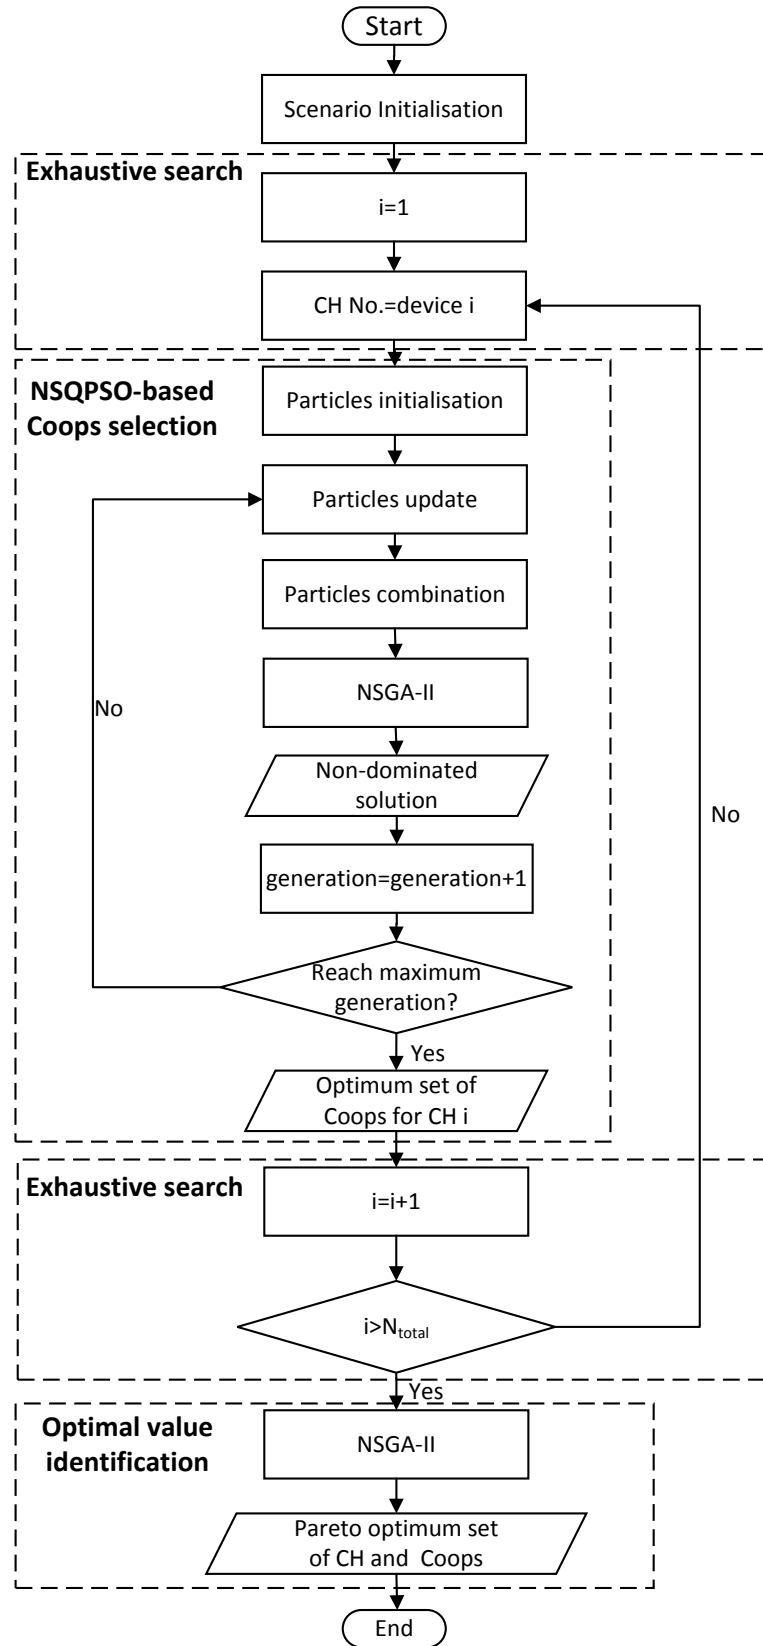 Start
Scenario Initialisation
Exhaustive search
i=1
CH No.=device i
NSQPSO-based
Coops selection
Particles initialisation
Particles update
Particles combination
NSGA-II
No
Non-dominated
solution
No
generation=generation+1
Reach maximum
generation?
Yes
Optimum set of
Coops for CH i
Exhaustive search
i=i+1
i>Ntotal
Yes
Optimal value
identification
NSGA-II
Pareto optimum set
of CH and Coops
End